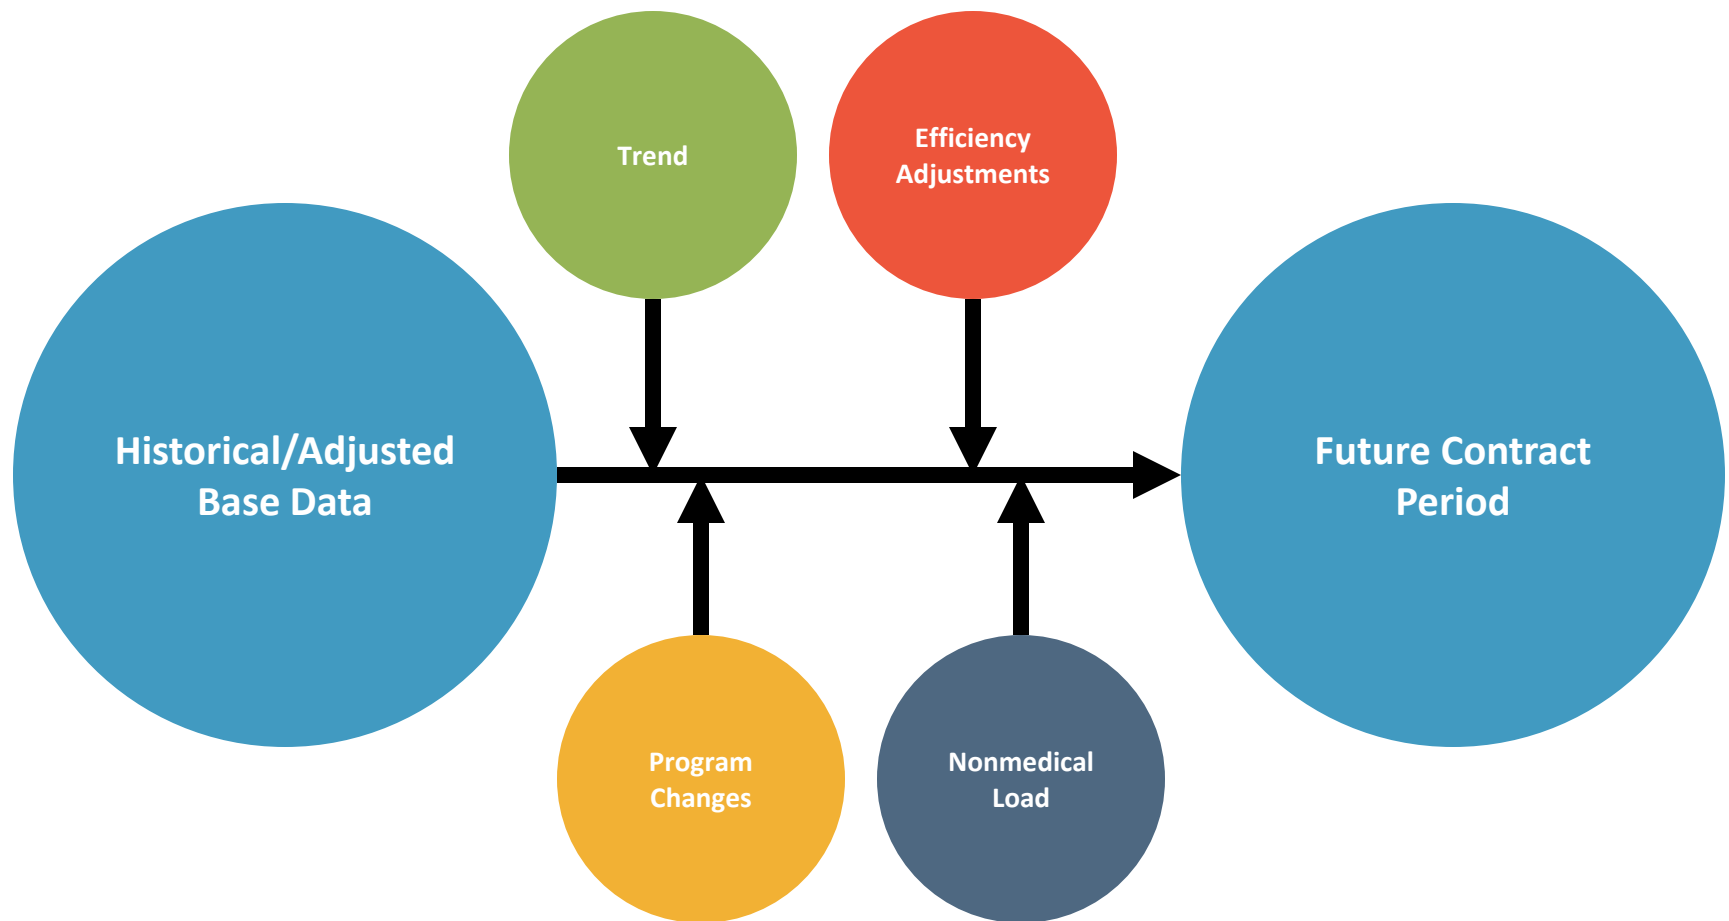 Trend
Efficiency
Adjustments
Historical/Adjusted
Base Data
Future Contract
Period
Program
Changes
Nonmedical
Load